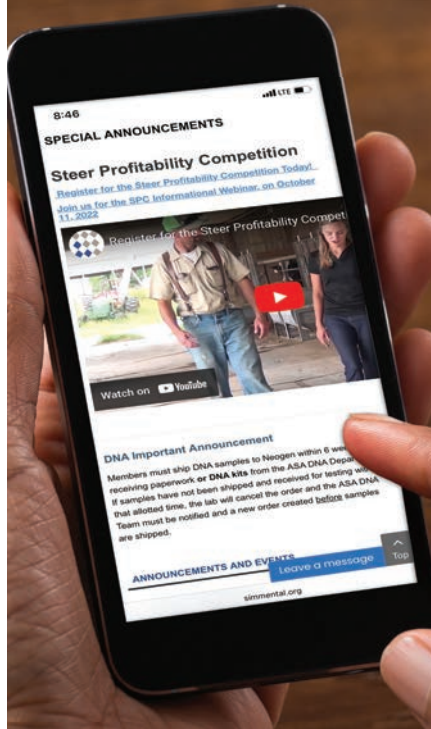 8:46
LTE
SPECIAL ANNOUNCEMENTS
Steer Profitability Competition
Register for the Steer Profitability Competition Today!
Join us for the SPC Informational Webinar, on October
11, 2022
Register for the Steer Profitability Competi
Watch on YouTube
DNA Important Announcement
Members must ship DNA samples to Neogen within 6 we
receiving paperwork or DNA kits from the ASA DNA Depar
If samples have not been shipped and received for testing wi
that allotted time, the lab will cancel the order and the ASA DNA
Team must be notified and a new order created before samples
are shipped.
ANNOUNCEMENTS AND EVENTS
Leave a message
Top
simmental.org